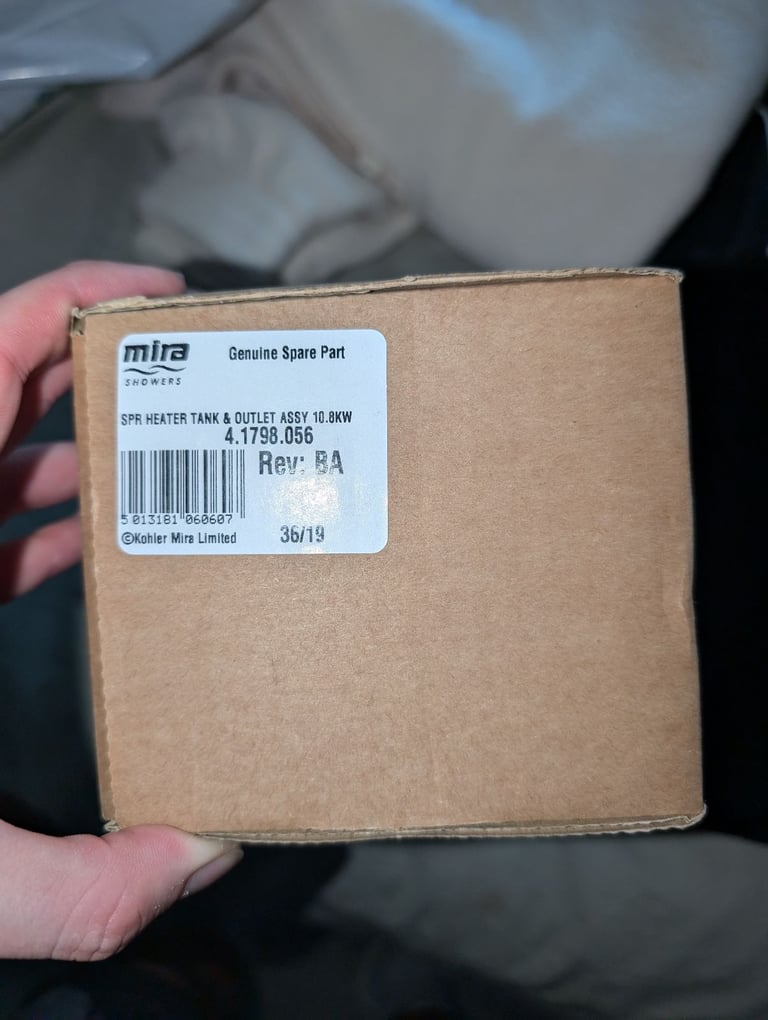 mira
SHOWERS
Genuine Spare Part
SPR HEATER TANK & OUTLET ASSY 10.8KW
4.1798.056
Rev: BA
5 013181 060607
©Kohler Mira Limited
36/19